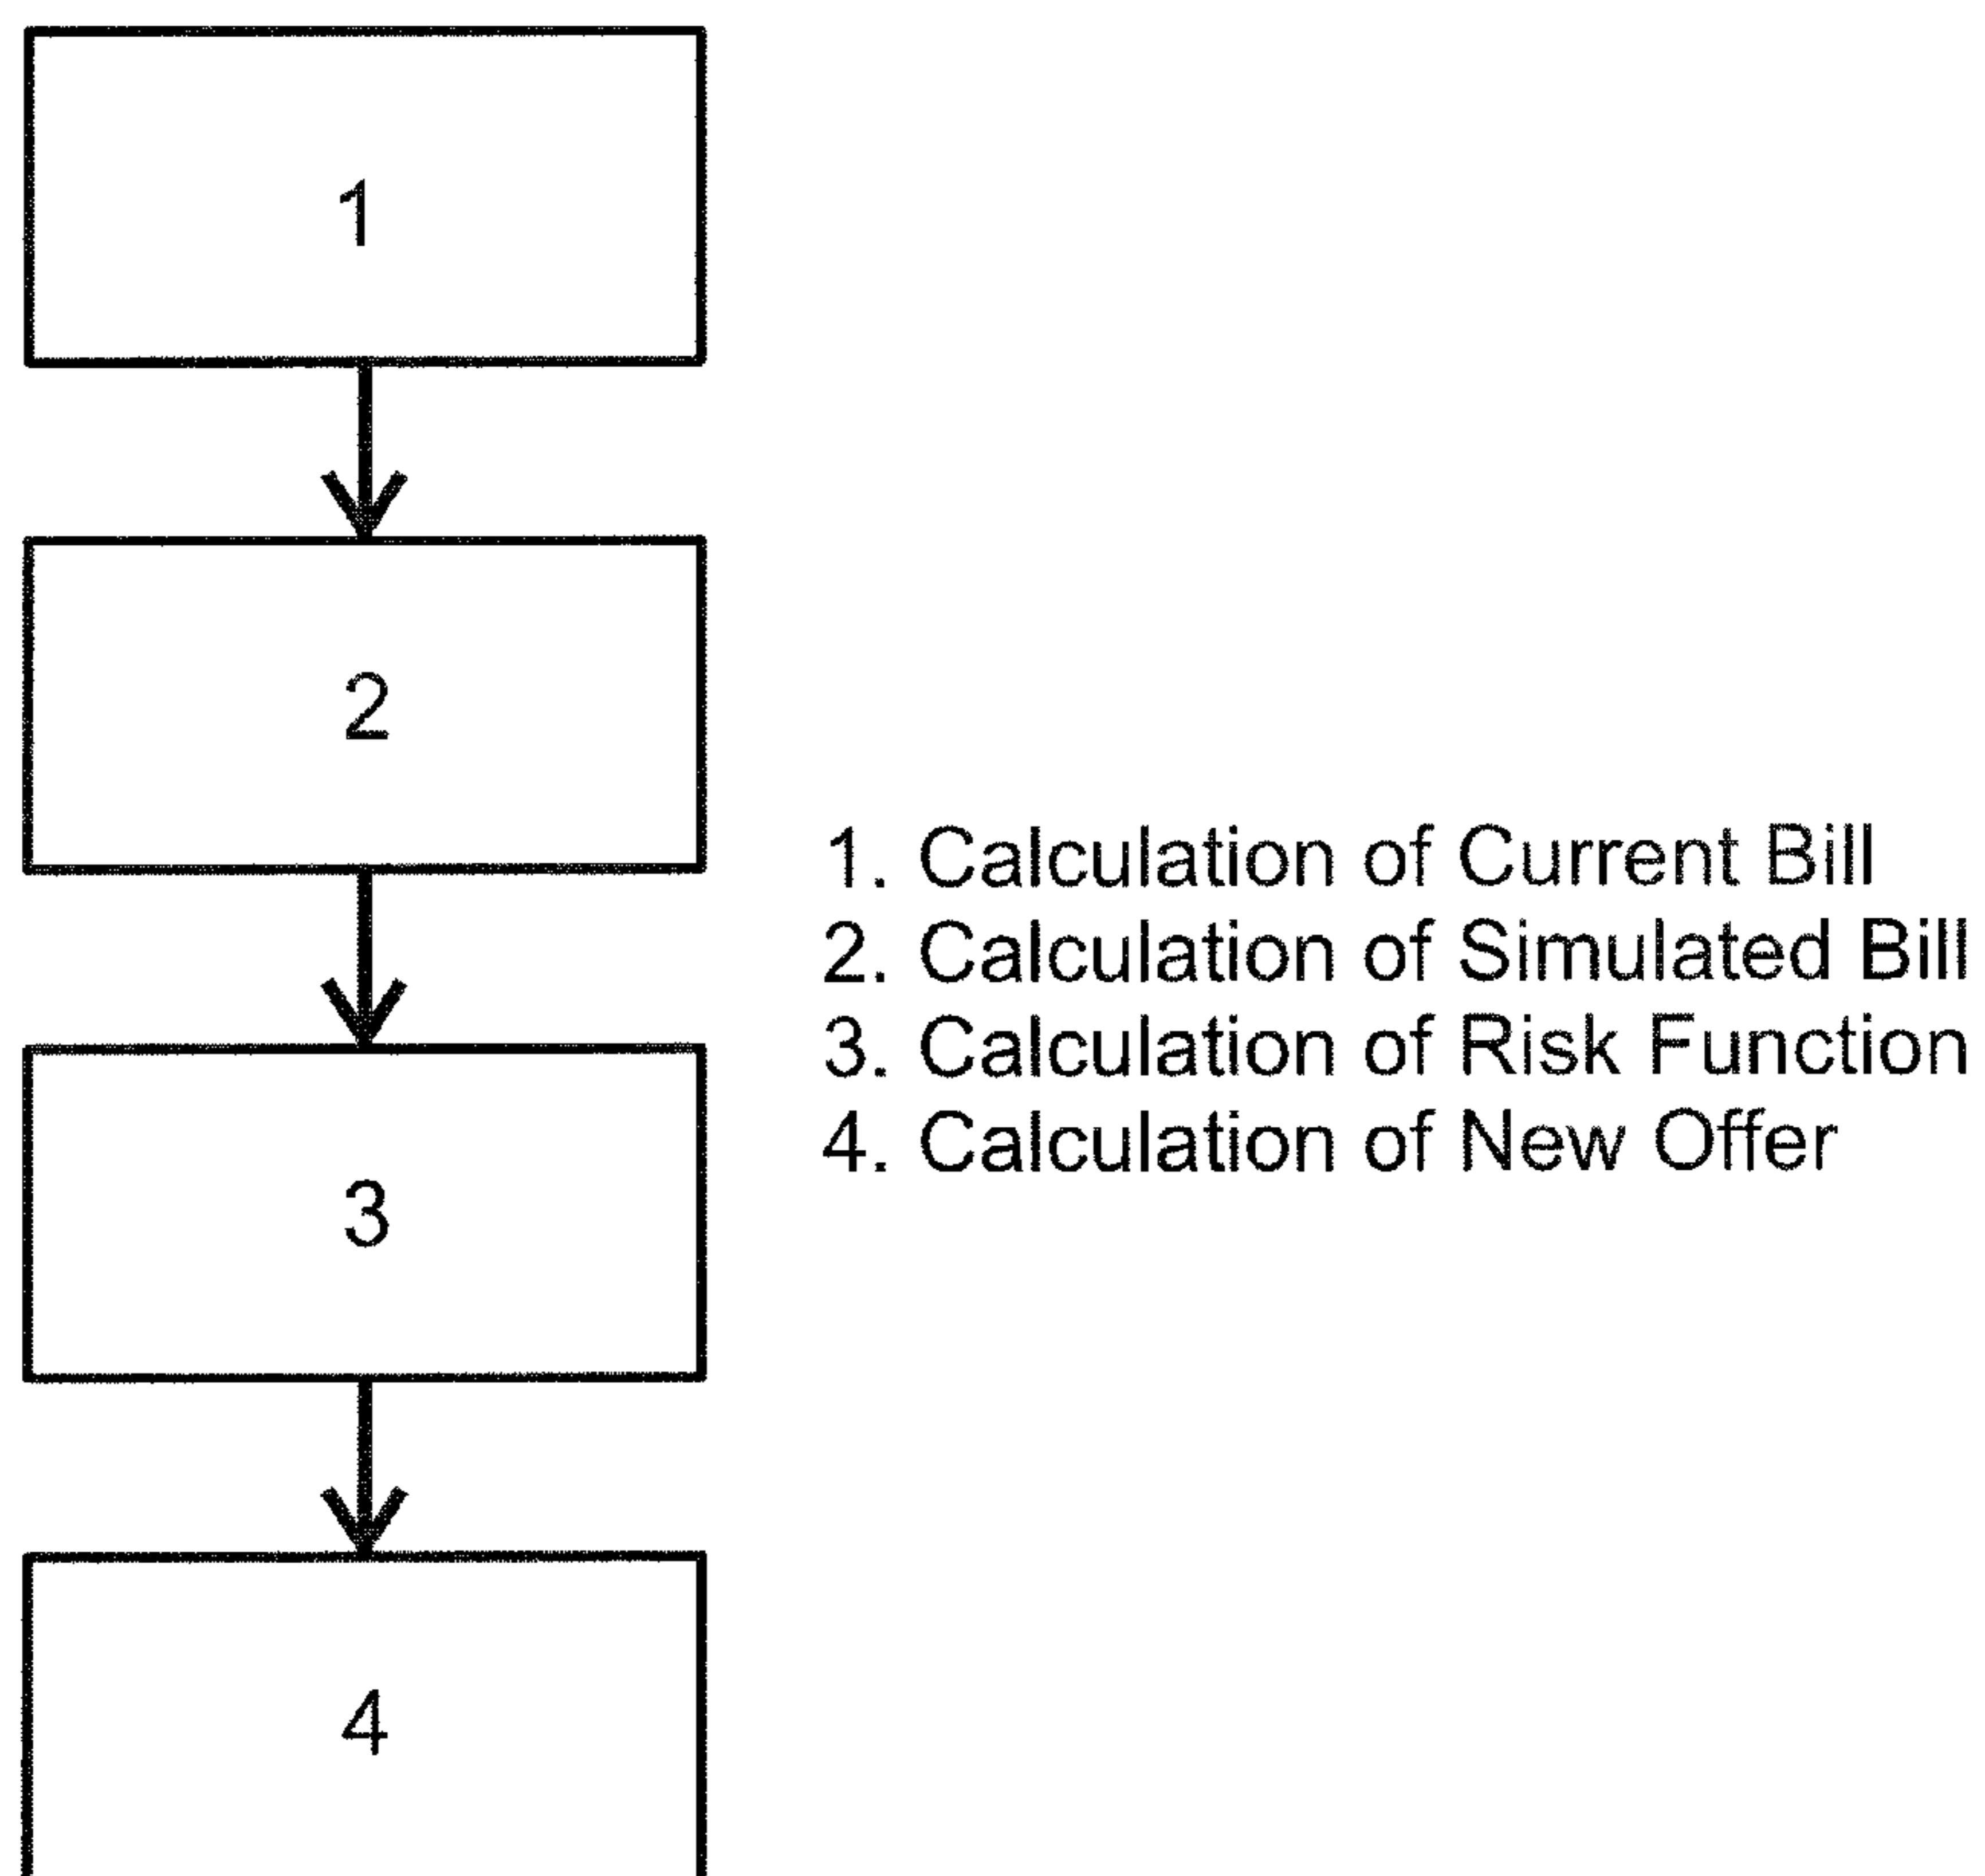 1
2
1. Calculation of Current Bill
2. Calculation of Simulated Bill
3. Calculation of Risk Function
4. Calculation of New Offer
3
4